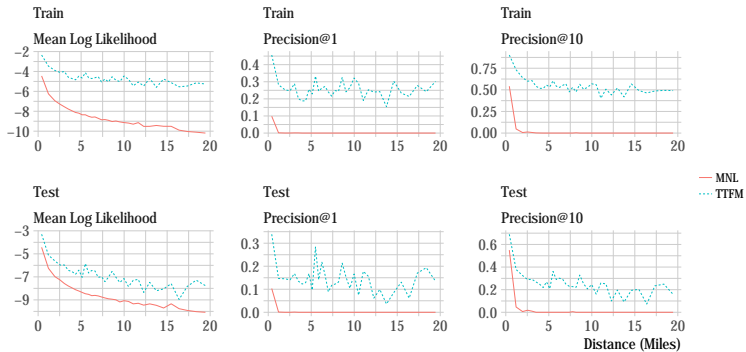 Train
Train
Train
Mean Log Likelihood
Precision@1
Precision@10
-2
-4
-6
-8
-10
0 5 10 15 20
0.4
0.3
0.2
0.1
0.0
0 5 10 15 20
0.75
0.50
0.25
0.00
0 5 10 15 20
Test
Test
Test
Mean Log Likelihood
Precision@1
Precision@10
-3
-5
-7
-9
0 5 10 15 20
0.3
0.2
0.1
0.0
0 5 10 15 20
0.6
0.4
0.2
0.0
0 5 10 15 20
Distance (Miles)
MNL
TTFM